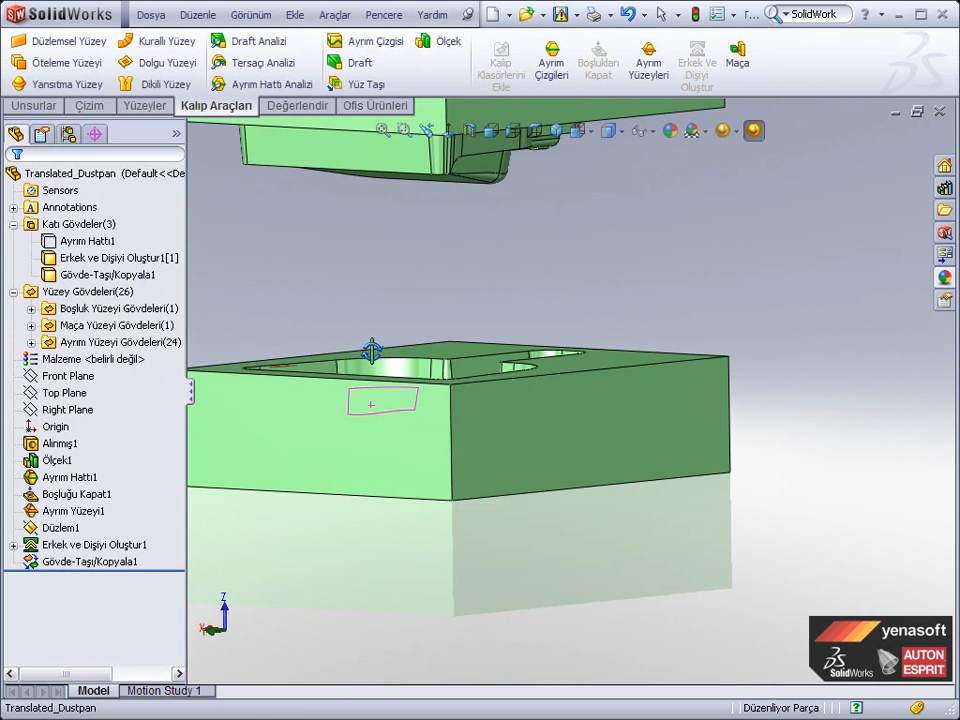 SolidWorks
Dosya Düzenle Görünüm Ekle Araçlar Pencere Yardım
r...
SolidWork
Düzlemsel Yüzey
Kurallı Yüzey
Draft Analizi
Ayrım Çizgisi
Ölçek
Öteleme Yüzeyi
Dolgu Yüzeyi
Tersaçı Analizi
Draft
Yansıtma Yüzey
Dikili Yüzey
Ayrım Hattı Analizi
Yüz Taşı
Kalıp Klasörlerini Ekle
Ayrım Çizgileri
Boşlukları Kapat
Ayrım Yüzeyleri
Erkek Ve Dişiyi Oluştur
Maça
Unsurlar Çizim Yüzeyler Kalıp Araçları Değerlendir Ofis Ürünleri
Translated_Dustpan (Default<<De
Sensors
Annotations
Katı Gövdeler(3)
Ayrım Hattı1
Erkek ve Dişiyi Oluştur1[1]
Gövde-Taşı/Kopyala1
Yüzey Gövdeleri(26)
Boşluk Yüzeyi Gövdeleri(1)
Maça Yüzeyi Gövdeleri(1)
Ayrım Yüzeyi Gövdeleri(24)
Malzeme <belirli değil>
Front Plane
Top Plane
Right Plane
Origin
Alınmış1
Ölçek1
Ayrım Hattı1
Boşluğu Kapat1
Ayrım Yüzeyi1
Düzlem1
Erkek ve Dişiyi Oluştur1
Gövde-Taşı/Kopyala1
Z
yenasoft
SolidWorks
AUTON
ESPRIT
Model Motion Study 1
Translated_Dustpan
Düzenliyor Parça